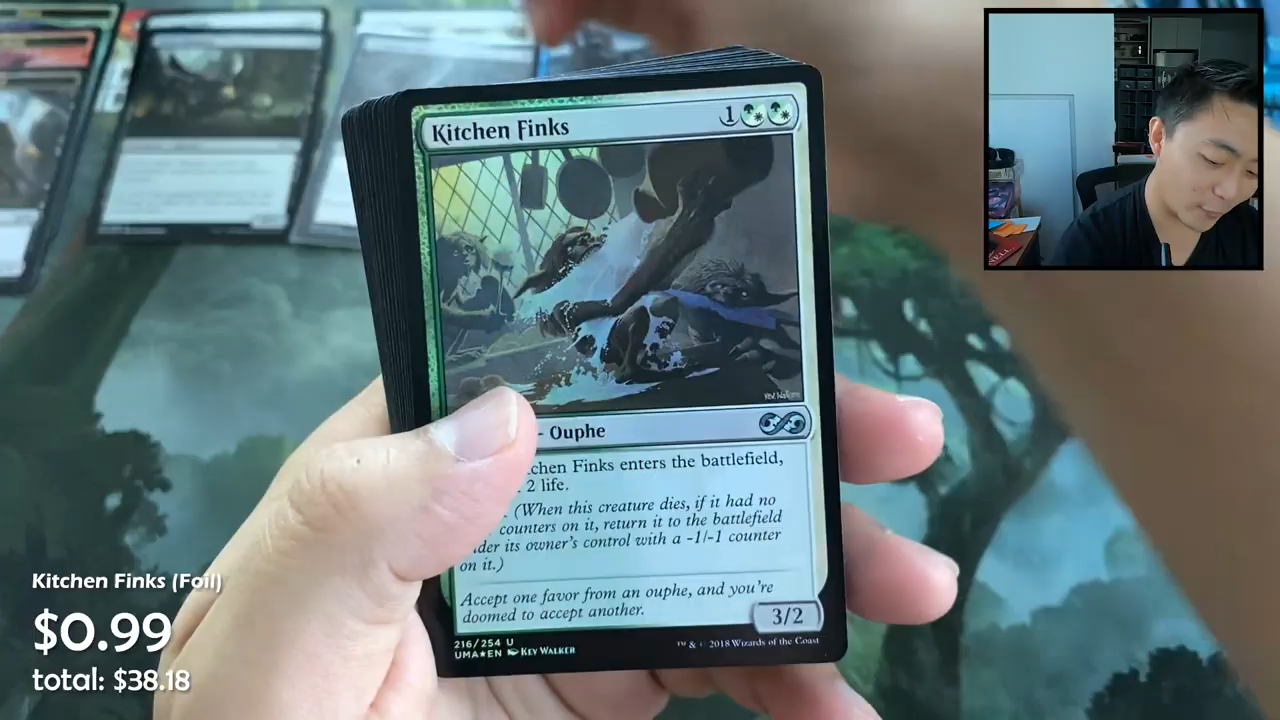 Kitchen Finks 1
- Ouphe
chen Finks enters the battlefield,
2 life.
(When this creature dies, if it had no
counters on it, return it to the battlefield
der its owner's control with a -1/-1 counter
on it.)
Accept one favor from an ouphe, and you're
doomed to accept another.
3/2
216/254 U
UMA★EN Kev Walker
™ & © 2018 Wizards of the Coast
Kitchen Finks (Foil)
$0.99
total: $38.18